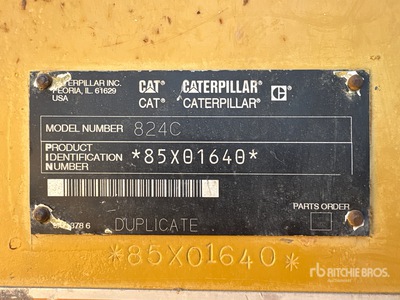 CATERPILLAR INC.
PEORIA, IL. 61629
USA
CAT® CATERPILLAR®
CAT® CATERPILLAR®
MODEL NUMBER 824C
PRODUCT
IDENTIFICATION
NUMBER
*85X01640*
DUPLICATE
PARTS ORDER
*85X01640*
rb RITCHIE BROS.